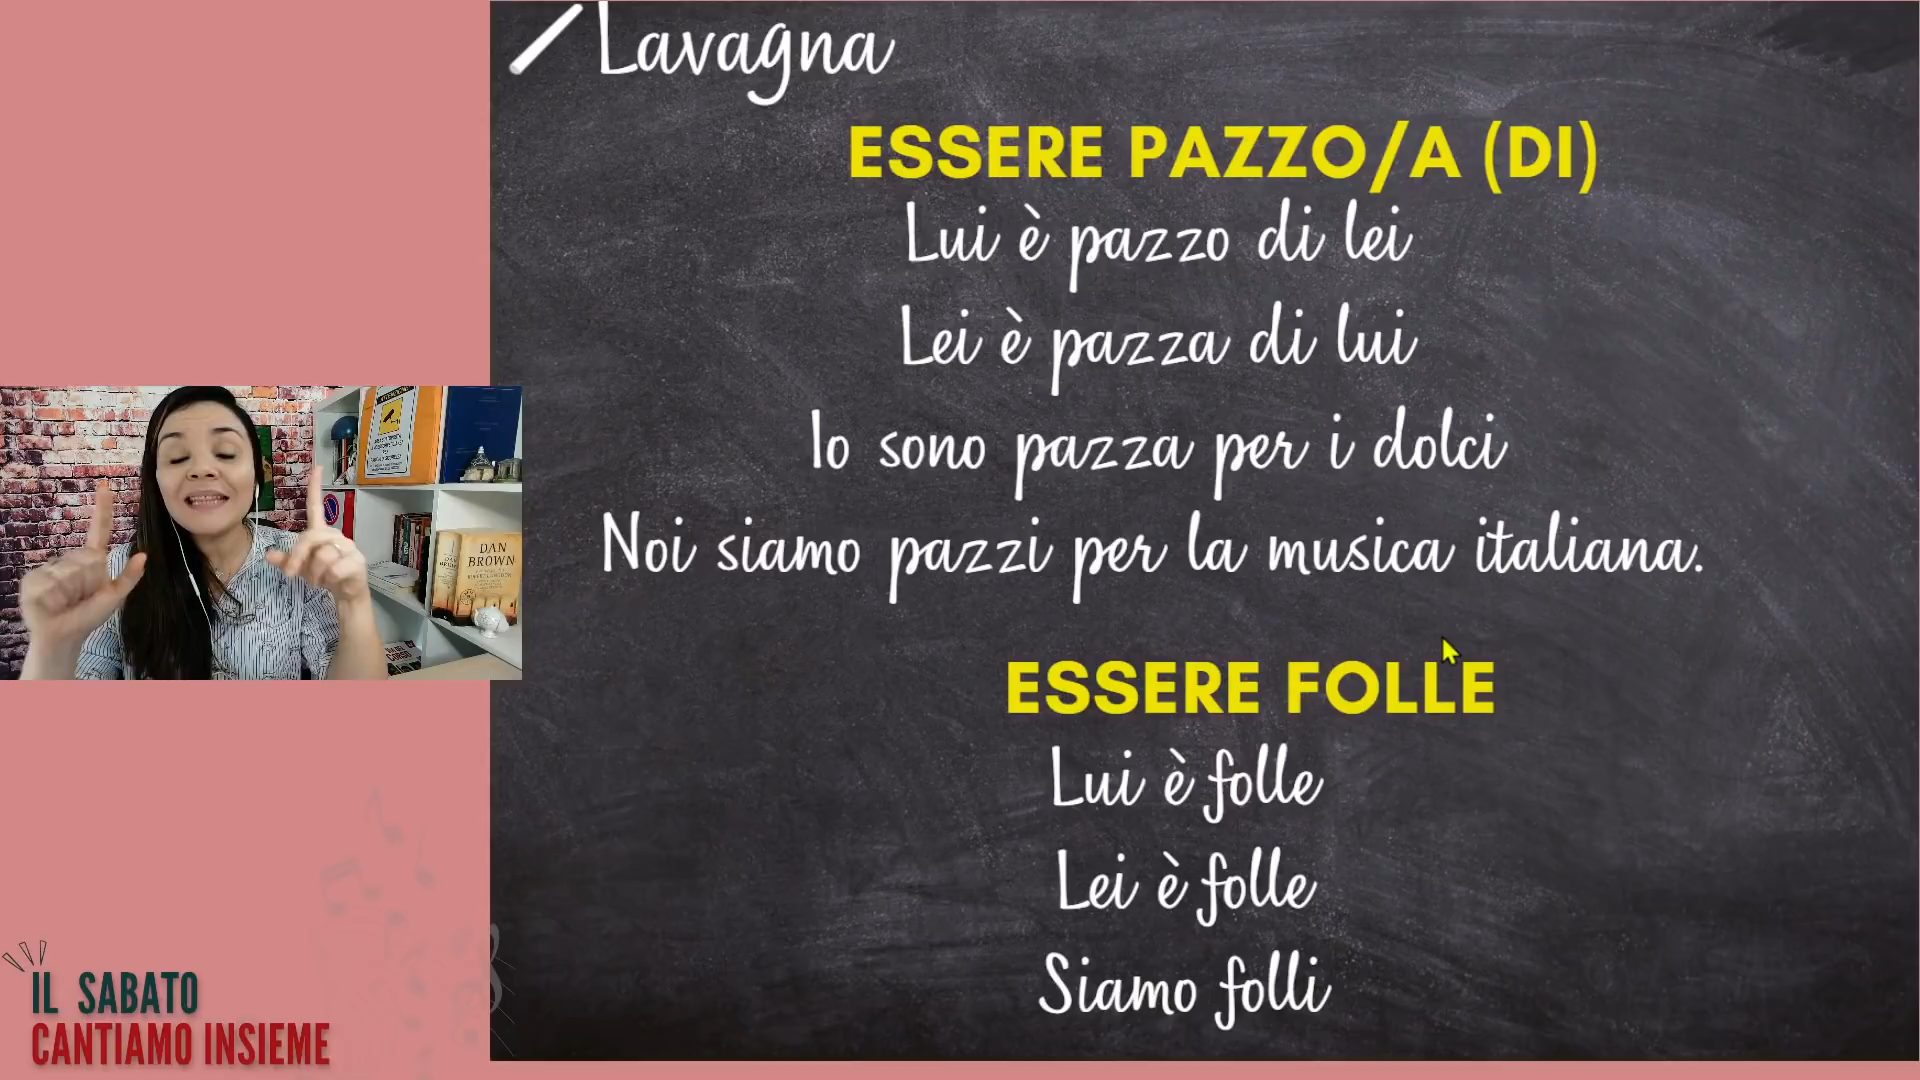 Lavagna
ESSERE PAZZO/A (DI)
Lui è pazzo di lei
Lei è pazza di lui
Io sono pazza per i dolci
Noi siamo pazzi per la musica italiana.
ESSERE FOLLE
Lui è folle
Lei è folle
Siamo folli
DAN
BROWN
IL SABATO
CANTIAMO INSIEME